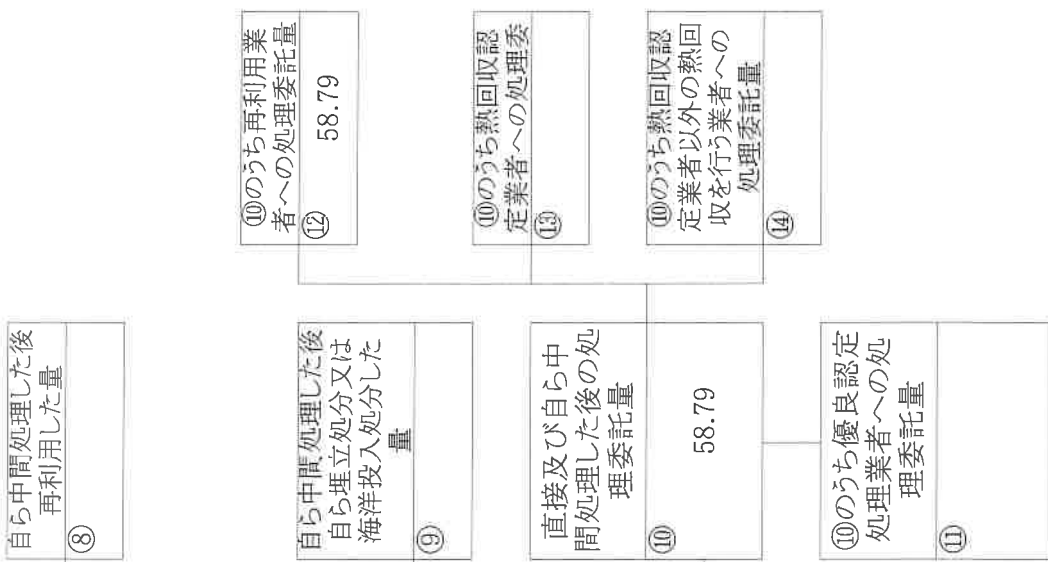 自ら中間処理した後
再利用した量
⑧
自ら中間処理した後
自ら埋立処分又は
海洋投入処分した
量
⑨
直接及び自ら中
間処理した後の処
理委託量
⑩
58.79
⑩のうち優良認定
処理業者への処
理委託量
⑪
⑩のうち再利用業
者への処理委託量
⑫
58.79
⑩のうち熱回収認
定業者への処理委
⑬
⑩のうち熱回収認
定業者以外の熱回
収を行う業者への
処理委託量
⑭